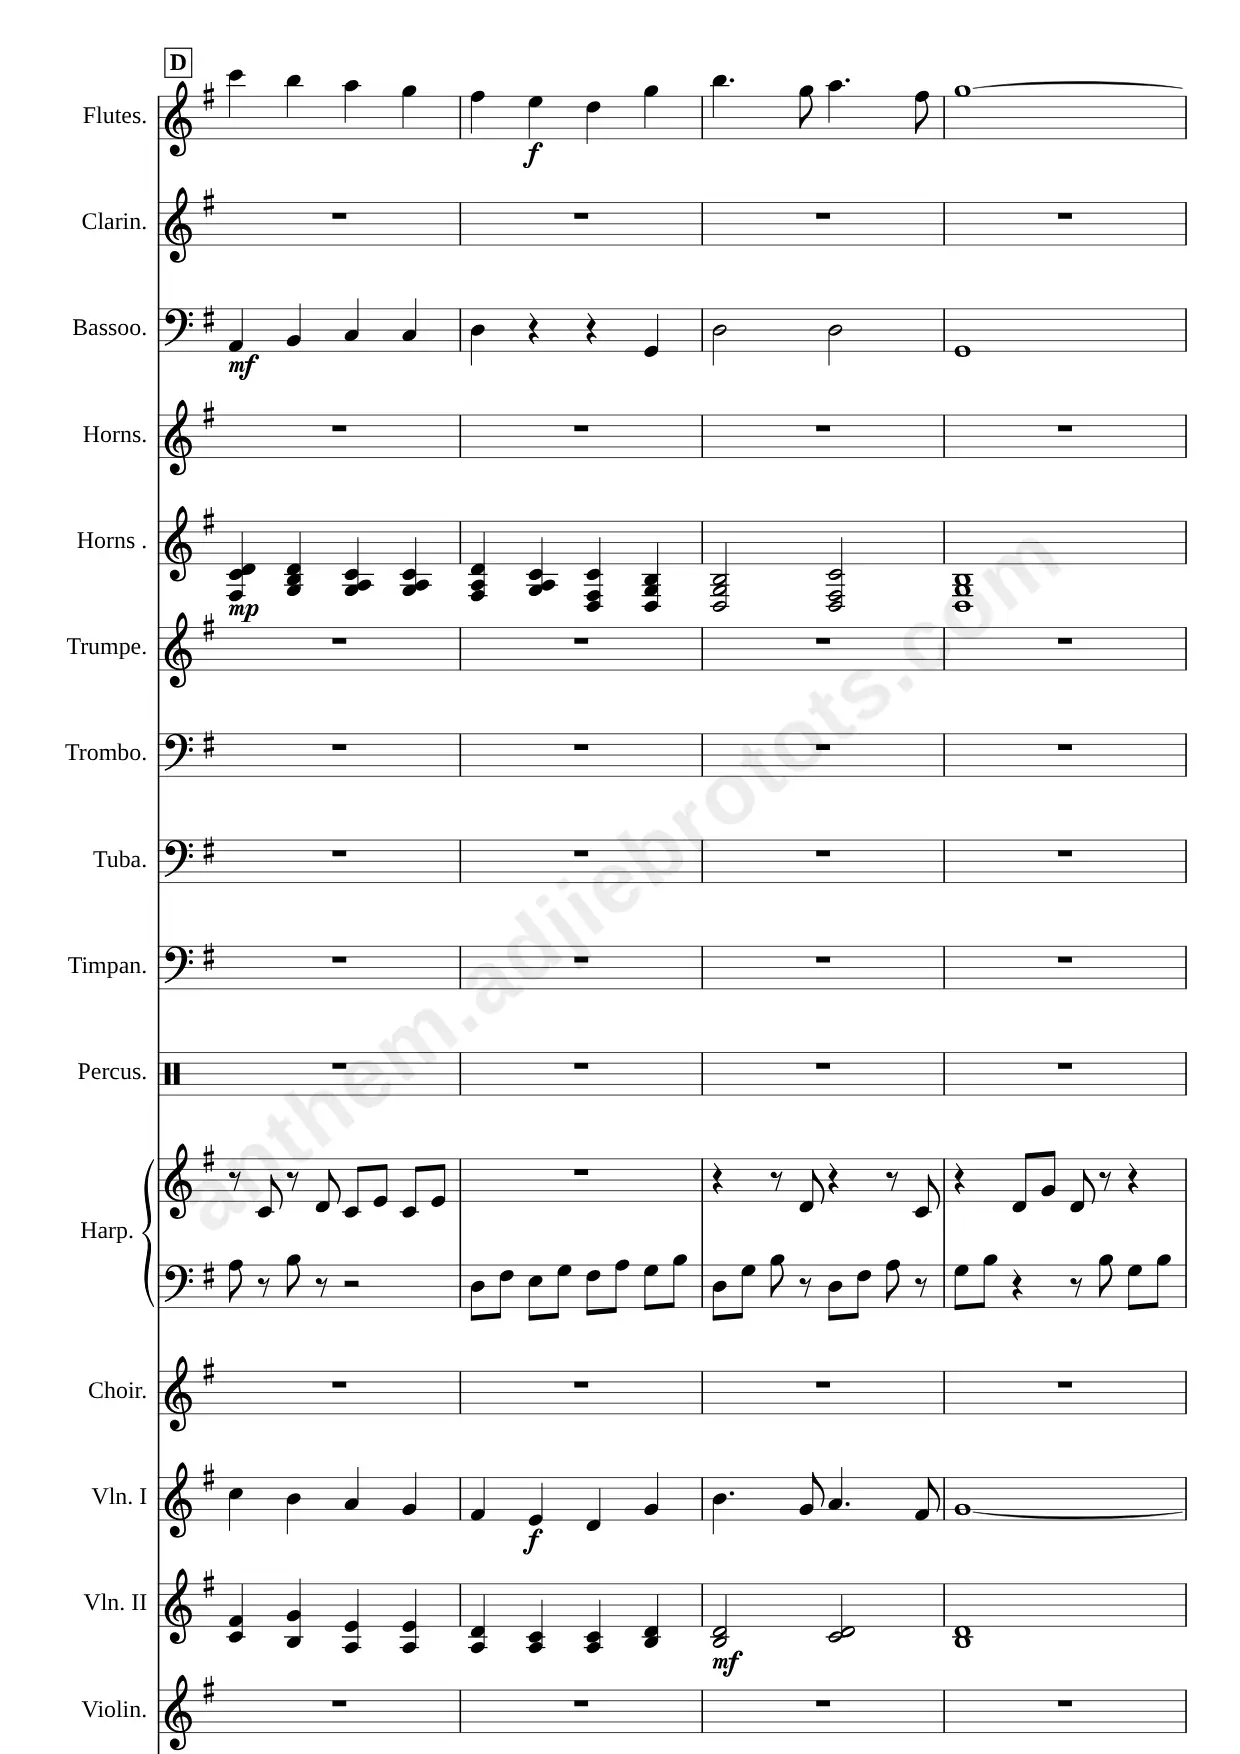 D
Flutes.
f
Clarin.
Bassoo.
mf
Horns.
Horns .
mp
Trumpe.
Trombo.
Tuba.
Timpan.
Percus.
Harp.
Choir.
Vln. I
f
Vln. II
mf
Violin.
anthem.adjiebrotots.com